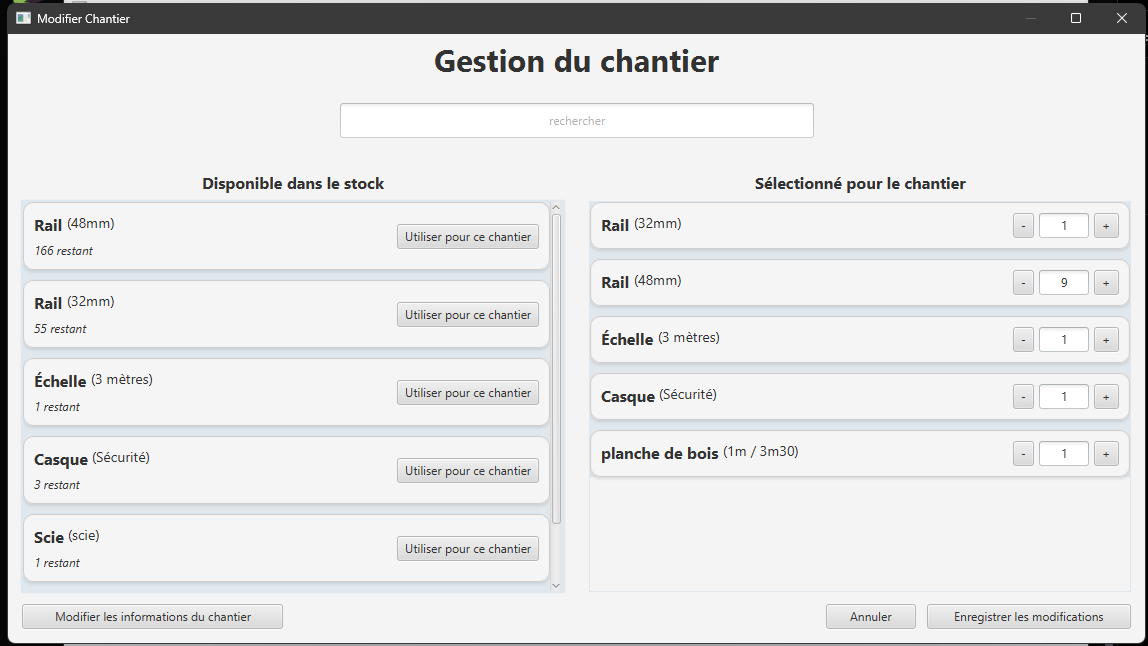 Modifier Chantier
Gestion du chantier
rechercher
Disponible dans le stock
Rail (48mm)
166 restant
Utiliser pour ce chantier
Rail (32mm)
55 restant
Utiliser pour ce chantier
Échelle (3 mètres)
1 restant
Utiliser pour ce chantier
Casque (Sécurité)
3 restant
Utiliser pour ce chantier
Scie (scie)
1 restant
Utiliser pour ce chantier
Sélectionné pour le chantier
Rail (32mm) - 1 +
Rail (48mm) - 9 +
Échelle (3 mètres) - 1 +
Casque (Sécurité) - 1 +
planche de bois (1m / 3m30) - 1 +
Modifier les informations du chantier
Annuler
Enregistrer les modifications